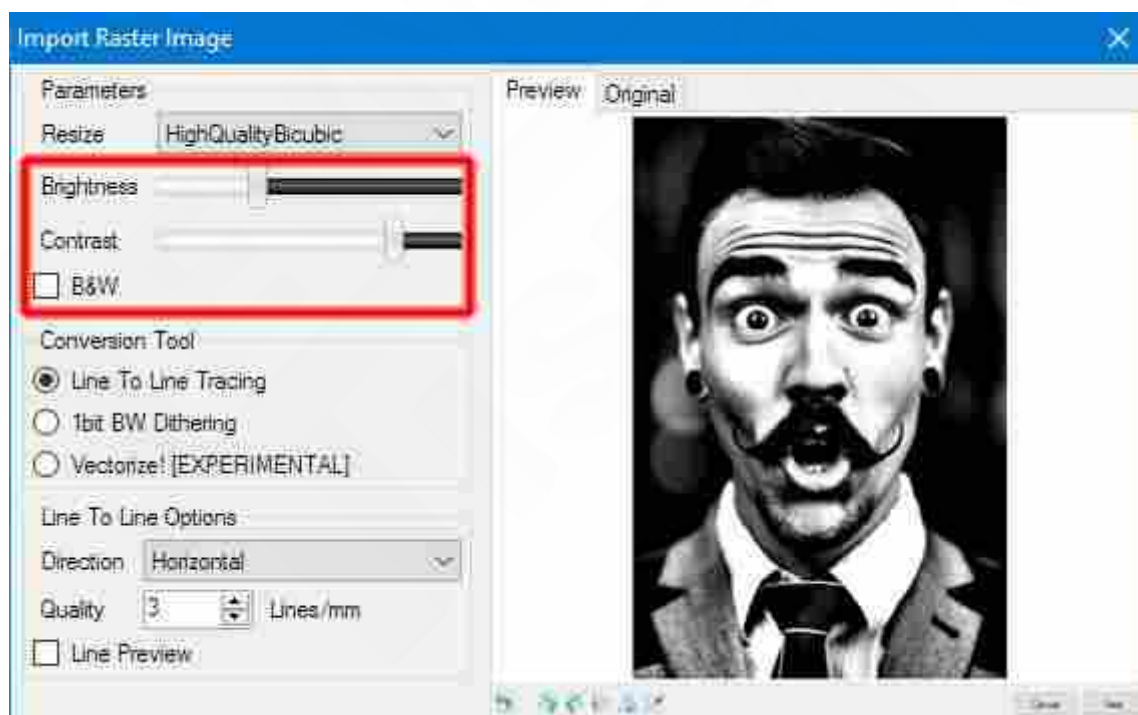 Import Raster Image
Parameters
Resize HighQualityBicubic
Brightness
Contrast
B&W
Conversion Tool
Line To Line Tracing
1bit BW Dithering
Vectorize! [EXPERIMENTAL]
Line To Line Options
Direction Horizontal
Quality 3 Lines/mm
Line Preview
Preview Original